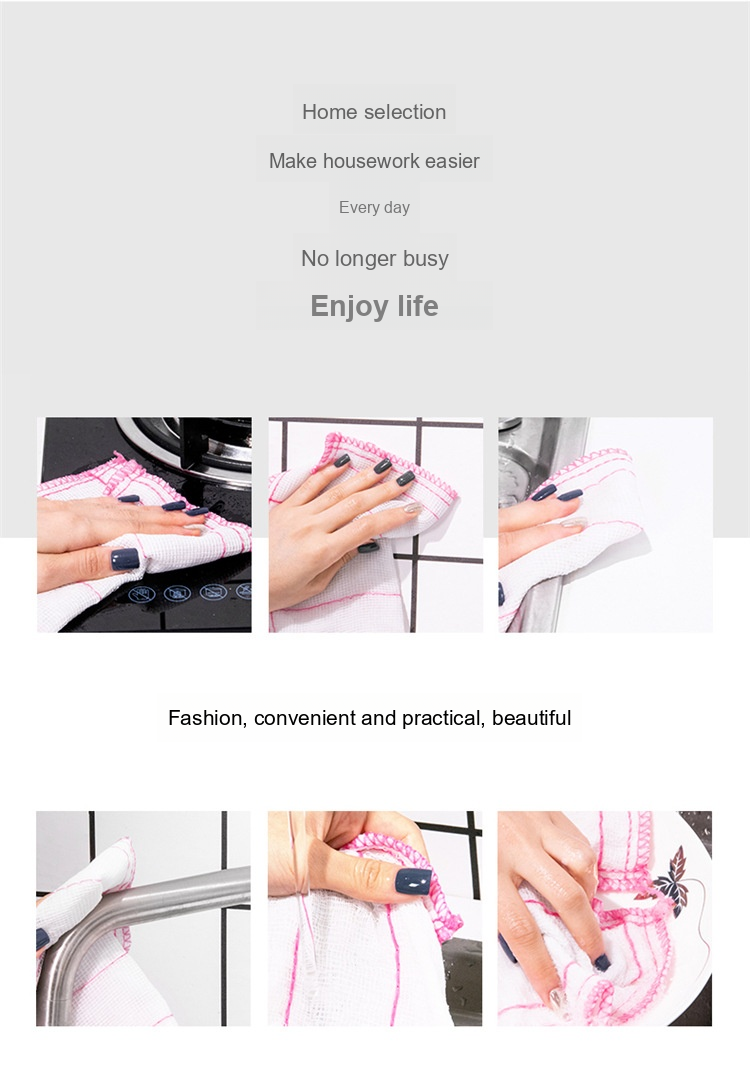 Home selection
Make housework easier
Every day
No longer busy
Enjoy life
Fashion, convenient and practical, beautiful